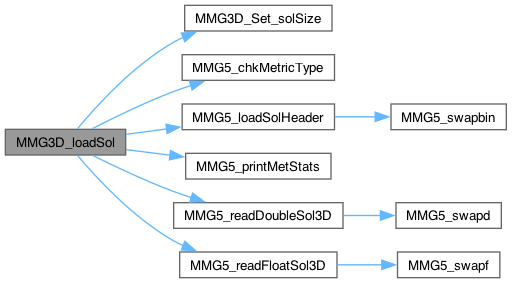 MMG3D_Set_solSize
MMG5_chkMetricType
MMG5_loadSolHeader
MMG5_swapbin
MMG3D_loadSol
MMG5_printMetStats
MMG5_readDoubleSol3D
MMG5_swapd
MMG5_readFloatSol3D
MMG5_swapf